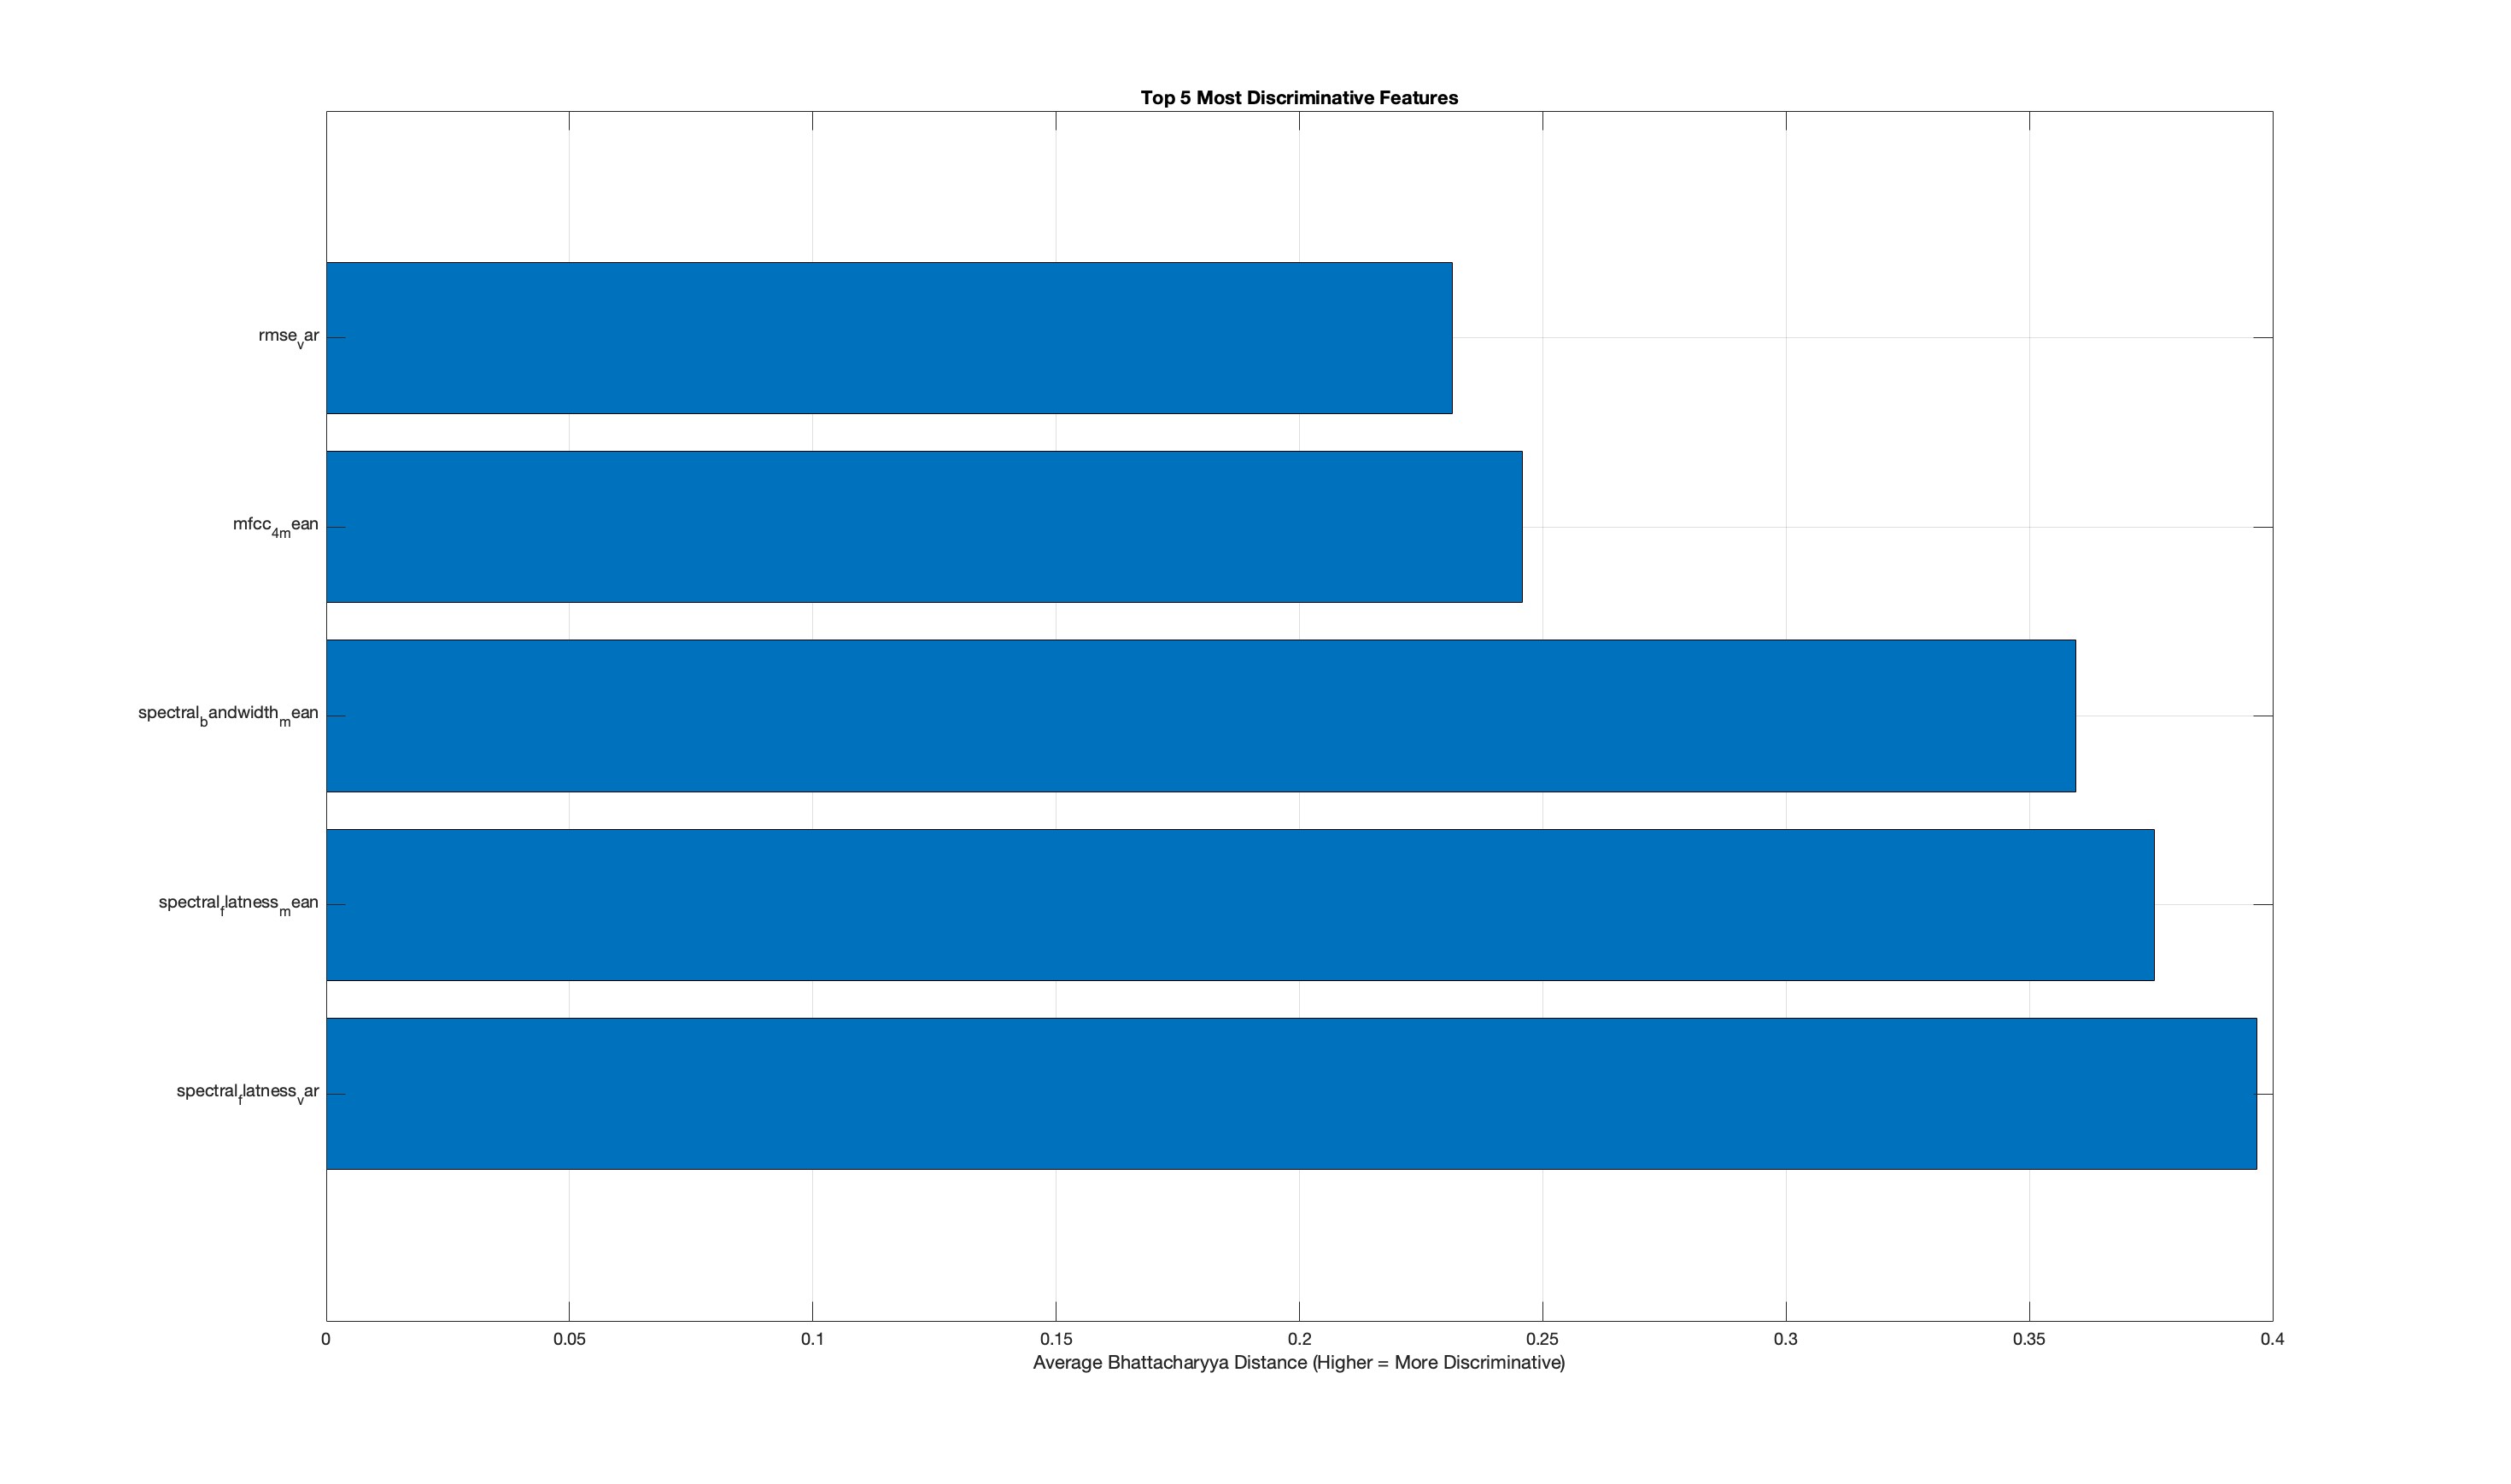 Top 5 Most Discriminative Features
rmse_var
mfcc_4_mean
spectral_bandwidth_mean
spectral_flatness_mean
spectral_flatness_var
0 0.05 0.1 0.15 0.2 0.25 0.3 0.35 0.4
Average Bhattacharyya Distance (Higher = More Discriminative)